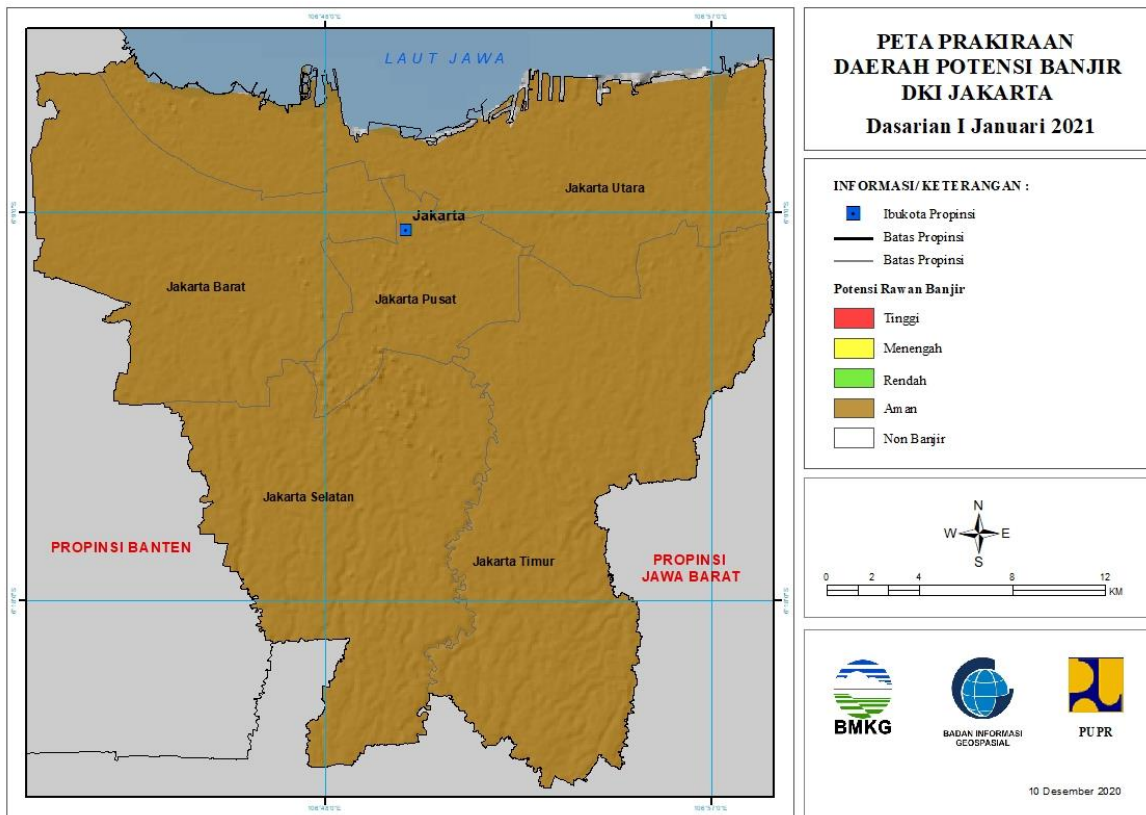 PETA PRAKIRAAN
DAERAH POTENSI BANJIR
DKI JAKARTA
Dasarian I Januari 2021
INFORMASI/ KETERANGAN :
Ibukota Propinsi
Batas Propinsi
Batas Propinsi
Potensi Rawan Banjir
Tinggi
Menengah
Rendah
Aman
Non Banjir
N
W E
S
0 2 4 8 12
KM
BMKG
BADAN INFORMASI
GEOSPASIAL
PUPR
10 Desember 2020
LAUT JAWA
Jakarta Utara
Jakarta
Jakarta Barat
Jakarta Pusat
Jakarta Selatan
PROPINSI BANTEN
Jakarta Timur
PROPINSI
JAWA BARAT